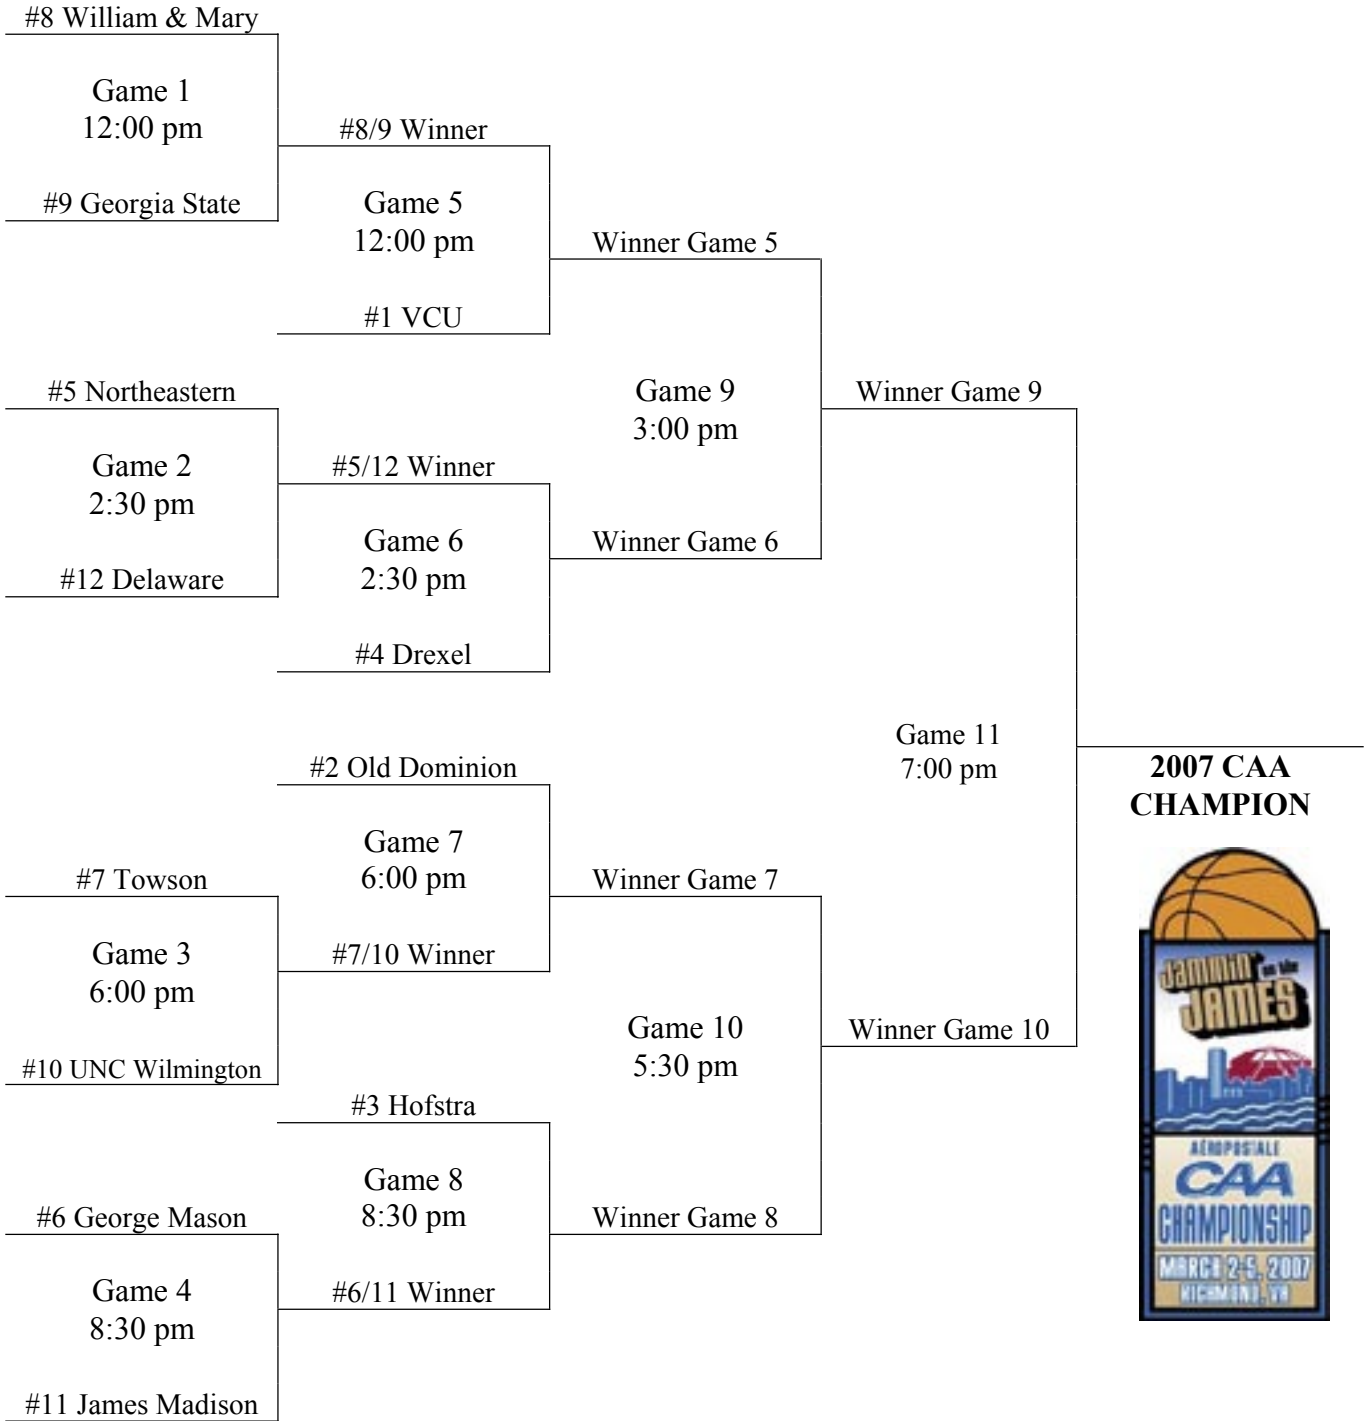 #8 William & Mary
Game 1
12:00 pm
#9 Georgia State
#8/9 Winner
Game 5
12:00 pm
#1 VCU
Winner Game 5
#5 Northeastern
Game 2
2:30 pm
#12 Delaware
#5/12 Winner
Game 6
2:30 pm
#4 Drexel
Winner Game 6
Game 9
3:00 pm
Winner Game 9
#2 Old Dominion
Game 7
6:00 pm
#7/10 Winner
#7 Towson
Game 3
6:00 pm
#10 UNC Wilmington
Winner Game 7
#3 Hofstra
Game 8
8:30 pm
#6/11 Winner
#6 George Mason
Game 4
8:30 pm
#11 James Madison
Winner Game 8
Game 10
5:30 pm
Winner Game 10
Game 11
7:00 pm
2007 CAA
CHAMPION
Jammin' on the
JAMES
AÉROPOSTALE
CAA
CHAMPIONSHIP
MARCH 2-5, 2007
RICHMOND, VA